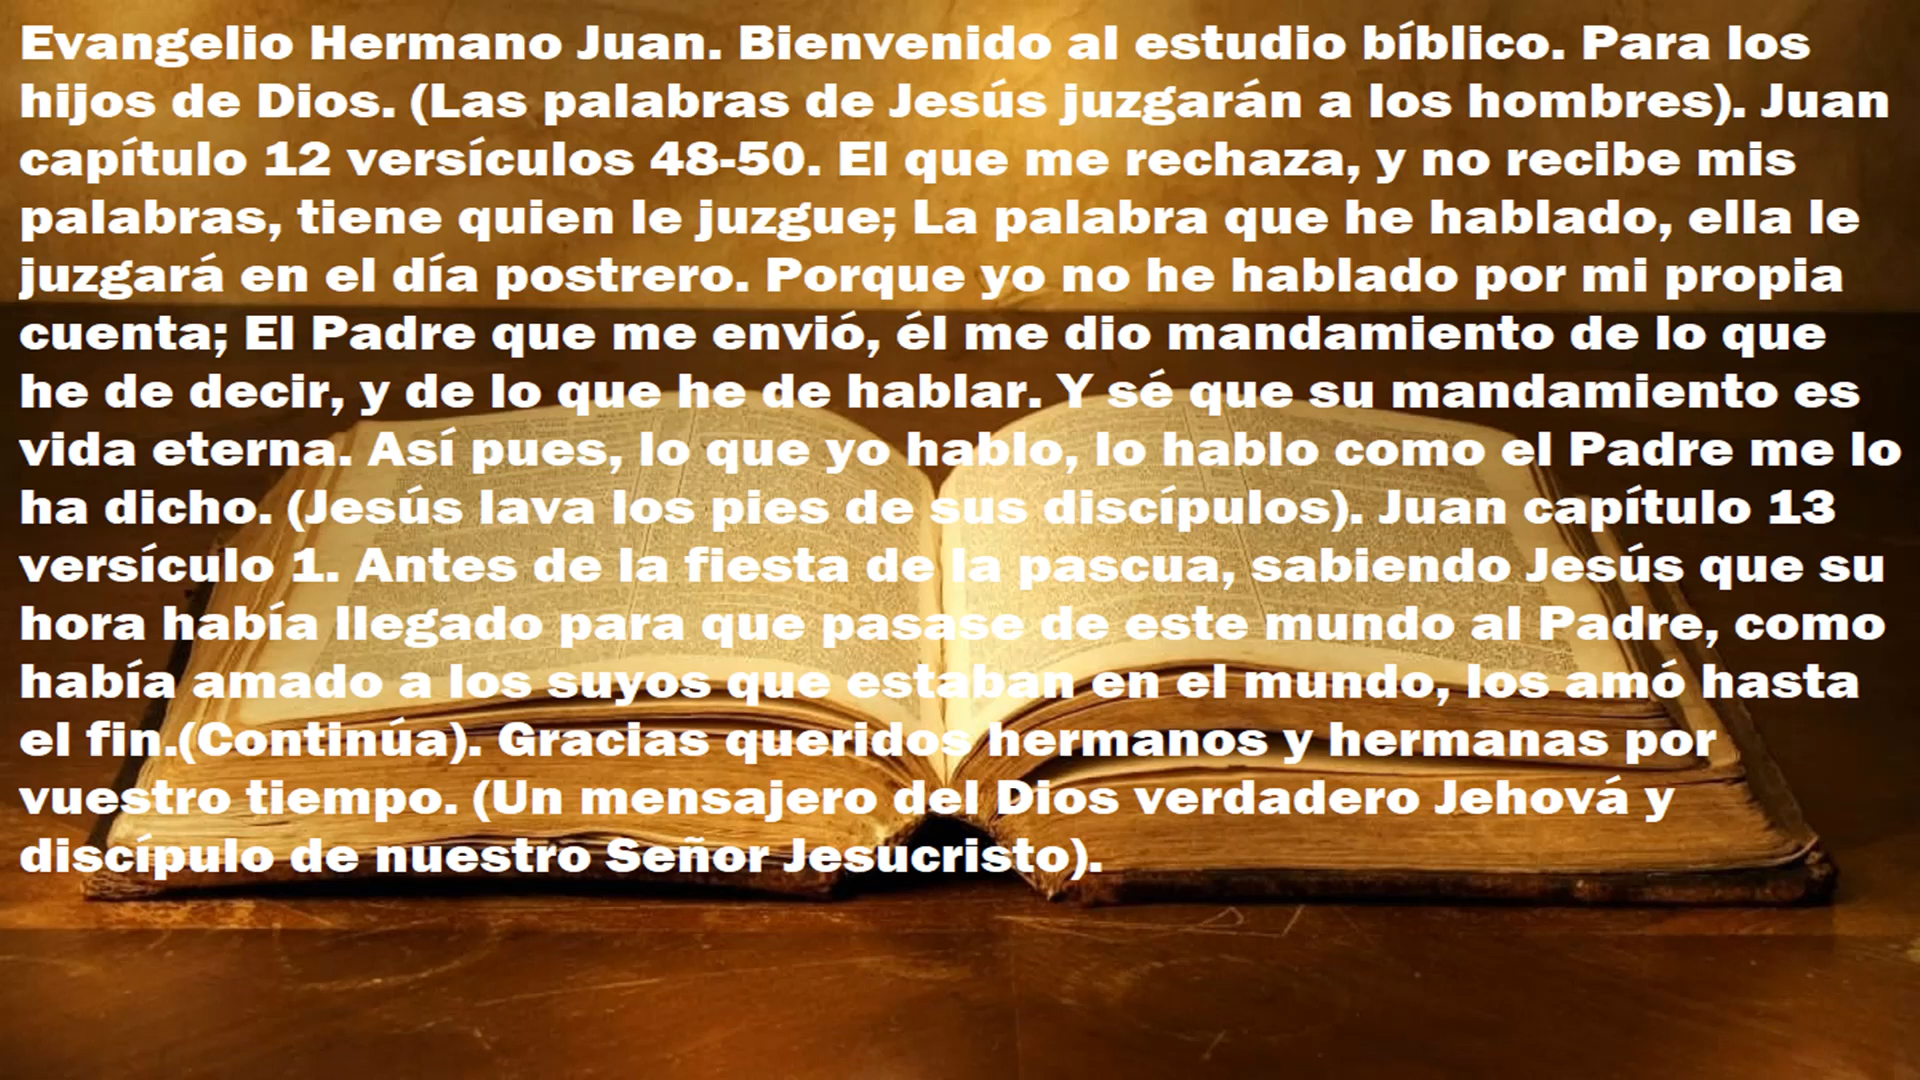 Evangelio Hermano Juan. Bienvenido al estudio bíblico. Para los
hijos de Dios. (Las palabras de Jesús juzgarán a los hombres). Juan
capítulo 12 versículos 48-50. El que me rechaza, y no recibe mis
palabras, tiene quien le juzgue; La palabra que he hablado, ella le
juzgará en el día postrero. Porque yo no he hablado por mi propia
cuenta; El Padre que me envió, él me dio mandamiento de lo que
he de decir, y de lo que he de hablar. Y sé que su mandamiento es
vida eterna. Así pues, lo que yo hablo, lo hablo como el Padre me lo
ha dicho. (Jesús lava los pies de sus discípulos). Juan capítulo 13
versículo 1. Antes de la fiesta de la pascua, sabiendo Jesús que su
hora había llegado para que pasase de este mundo al Padre, como
había amado a los suyos que estaban en el mundo, los amó hasta
el fin.(Continúa). Gracias queridos hermanos y hermanas por
vuestro tiempo. (Un mensajero del Dios verdadero Jehová y
discípulo de nuestro Señor Jesucristo).